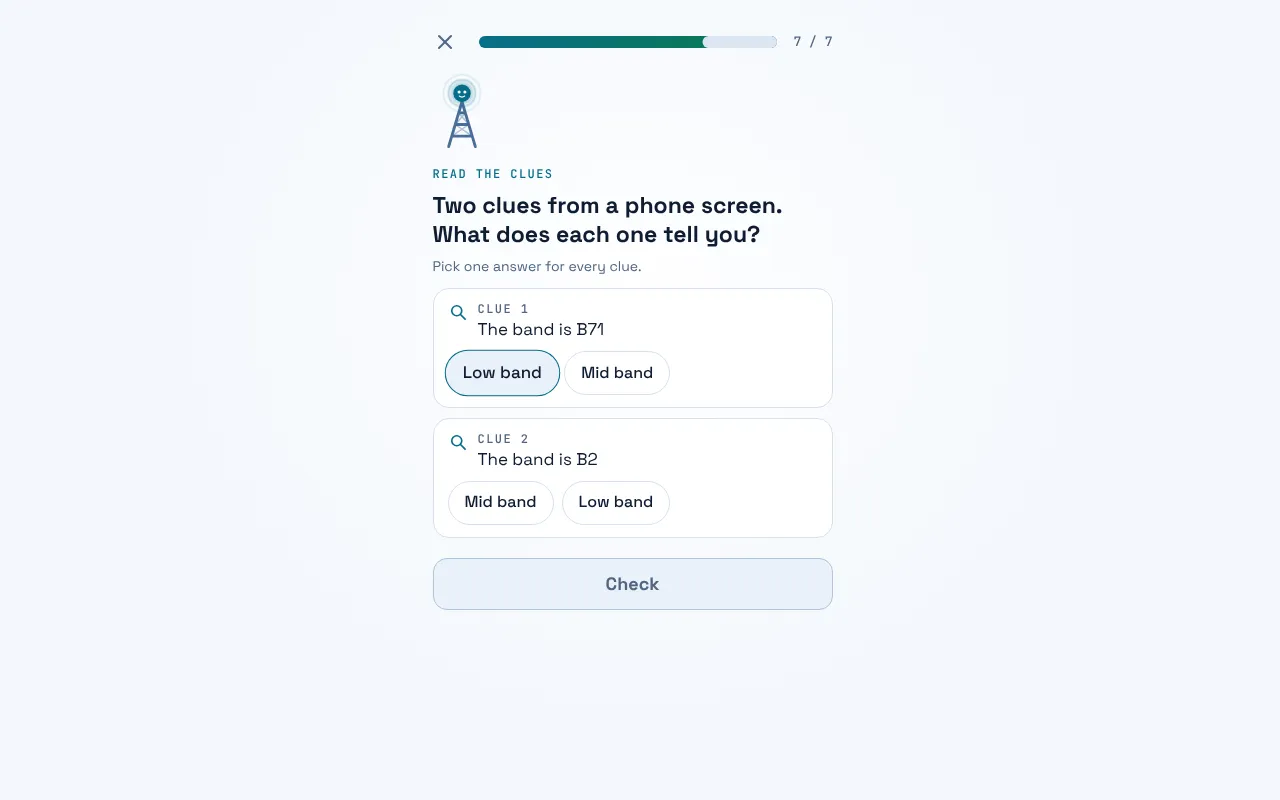 7 / 7
READ THE CLUES
Two clues from a phone screen.
What does each one tell you?
Pick one answer for every clue.
CLUE 1
The band is B71
Low band
Mid band
CLUE 2
The band is B2
Mid band
Low band
Check